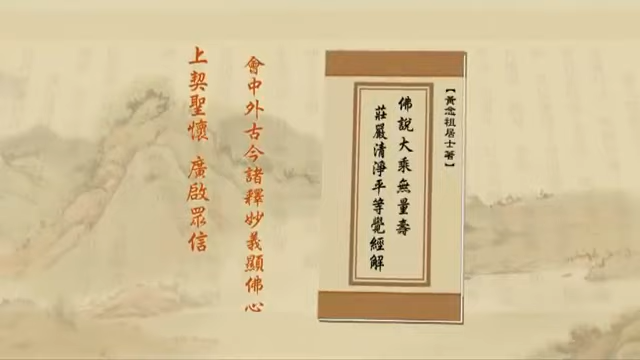 【黃念祖居士著】
佛說大乘無量壽
莊嚴清淨平等覺經解
會中外古今諸釋妙義顯佛心
上契聖懷 廣啟眾信